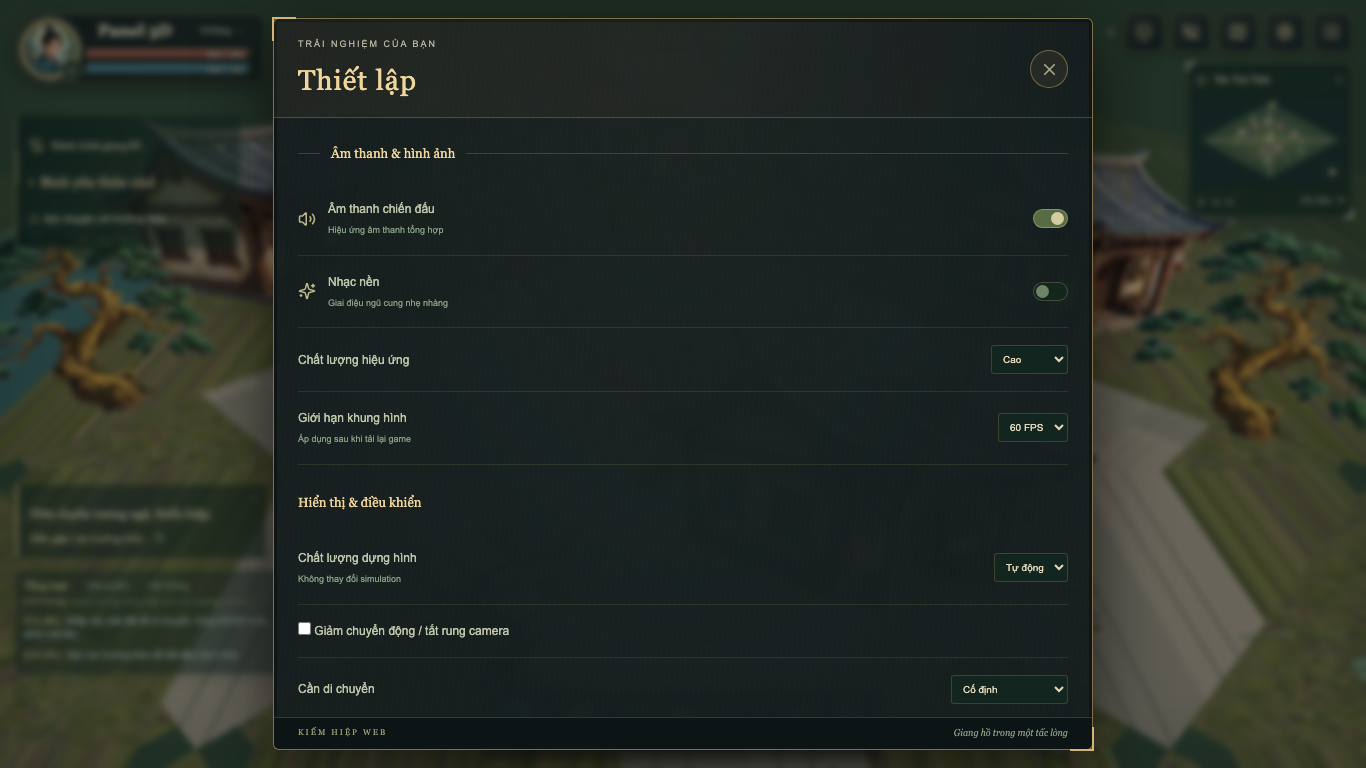 TRẢI NGHIỆM CỦA BẠN
Thiết lập
Âm thanh & hình ảnh
Âm thanh chiến đấu
Hiệu ứng âm thanh tổng hợp
Nhạc nền
Giai điệu ngũ cung nhẹ nhàng
Chất lượng hiệu ứng
Cao
Giới hạn khung hình
60 FPS
Áp dụng sau khi tải lại game
Hiển thị & điều khiển
Chất lượng dựng hình
Tự động
Không thay đổi simulation
Giảm chuyển động / tắt rung camera
Cần di chuyển
Cố định
KIẾM HIỆP WEB
Giang hồ trong một tấc lòng